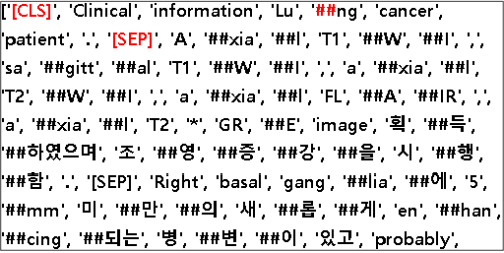 ['[CLS]', 'Clinical', 'information', 'Lu', '##ng', 'cancer',
'patient', '.', '[SEP]', 'A', '##xia', '##l', 'T1', '##W', '##I', ',',
'sa', '##gitt', '##al', 'T1', '##W', '##I', ',', 'a', '##xia', '##l',
'T2', '##W', '##I', ',', 'a', '##xia', '##l', 'FL', '##A', '##IR', ',',
'a', '##xia', '##l', 'T2', '*', 'GR', '##E', 'image', '획', '##득',
'##하였으며', '조', '##영', '##증', '##강', '##을', '시', '##행',
'##함', '.', '[SEP]', 'Right', 'basal', 'gang', '##lia', '##에', '5',
'##mm', '미', '##만', '##의', '새', '##롭', '##게', 'en', '##han',
'##cing', '##되는', '병', '##변', '##이', '있고', 'probably',